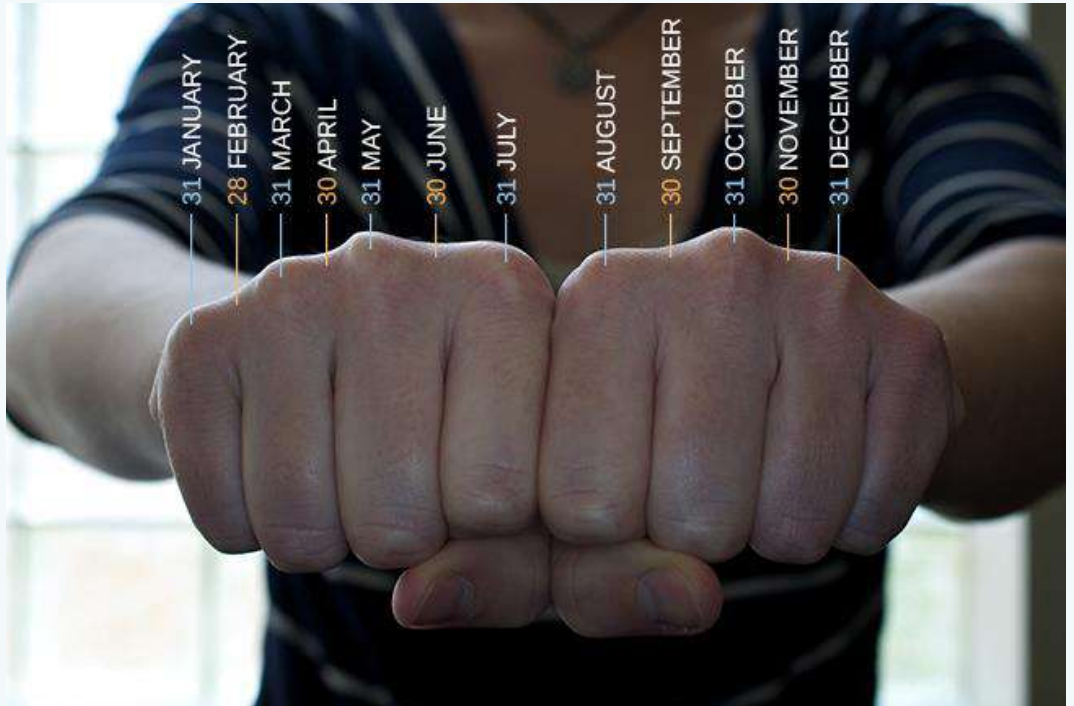 31 JANUARY
28 FEBRUARY
31 MARCH
30 APRIL
31 MAY
30 JUNE
31 JULY
31 AUGUST
30 SEPTEMBER
31 OCTOBER
30 NOVEMBER
31 DECEMBER